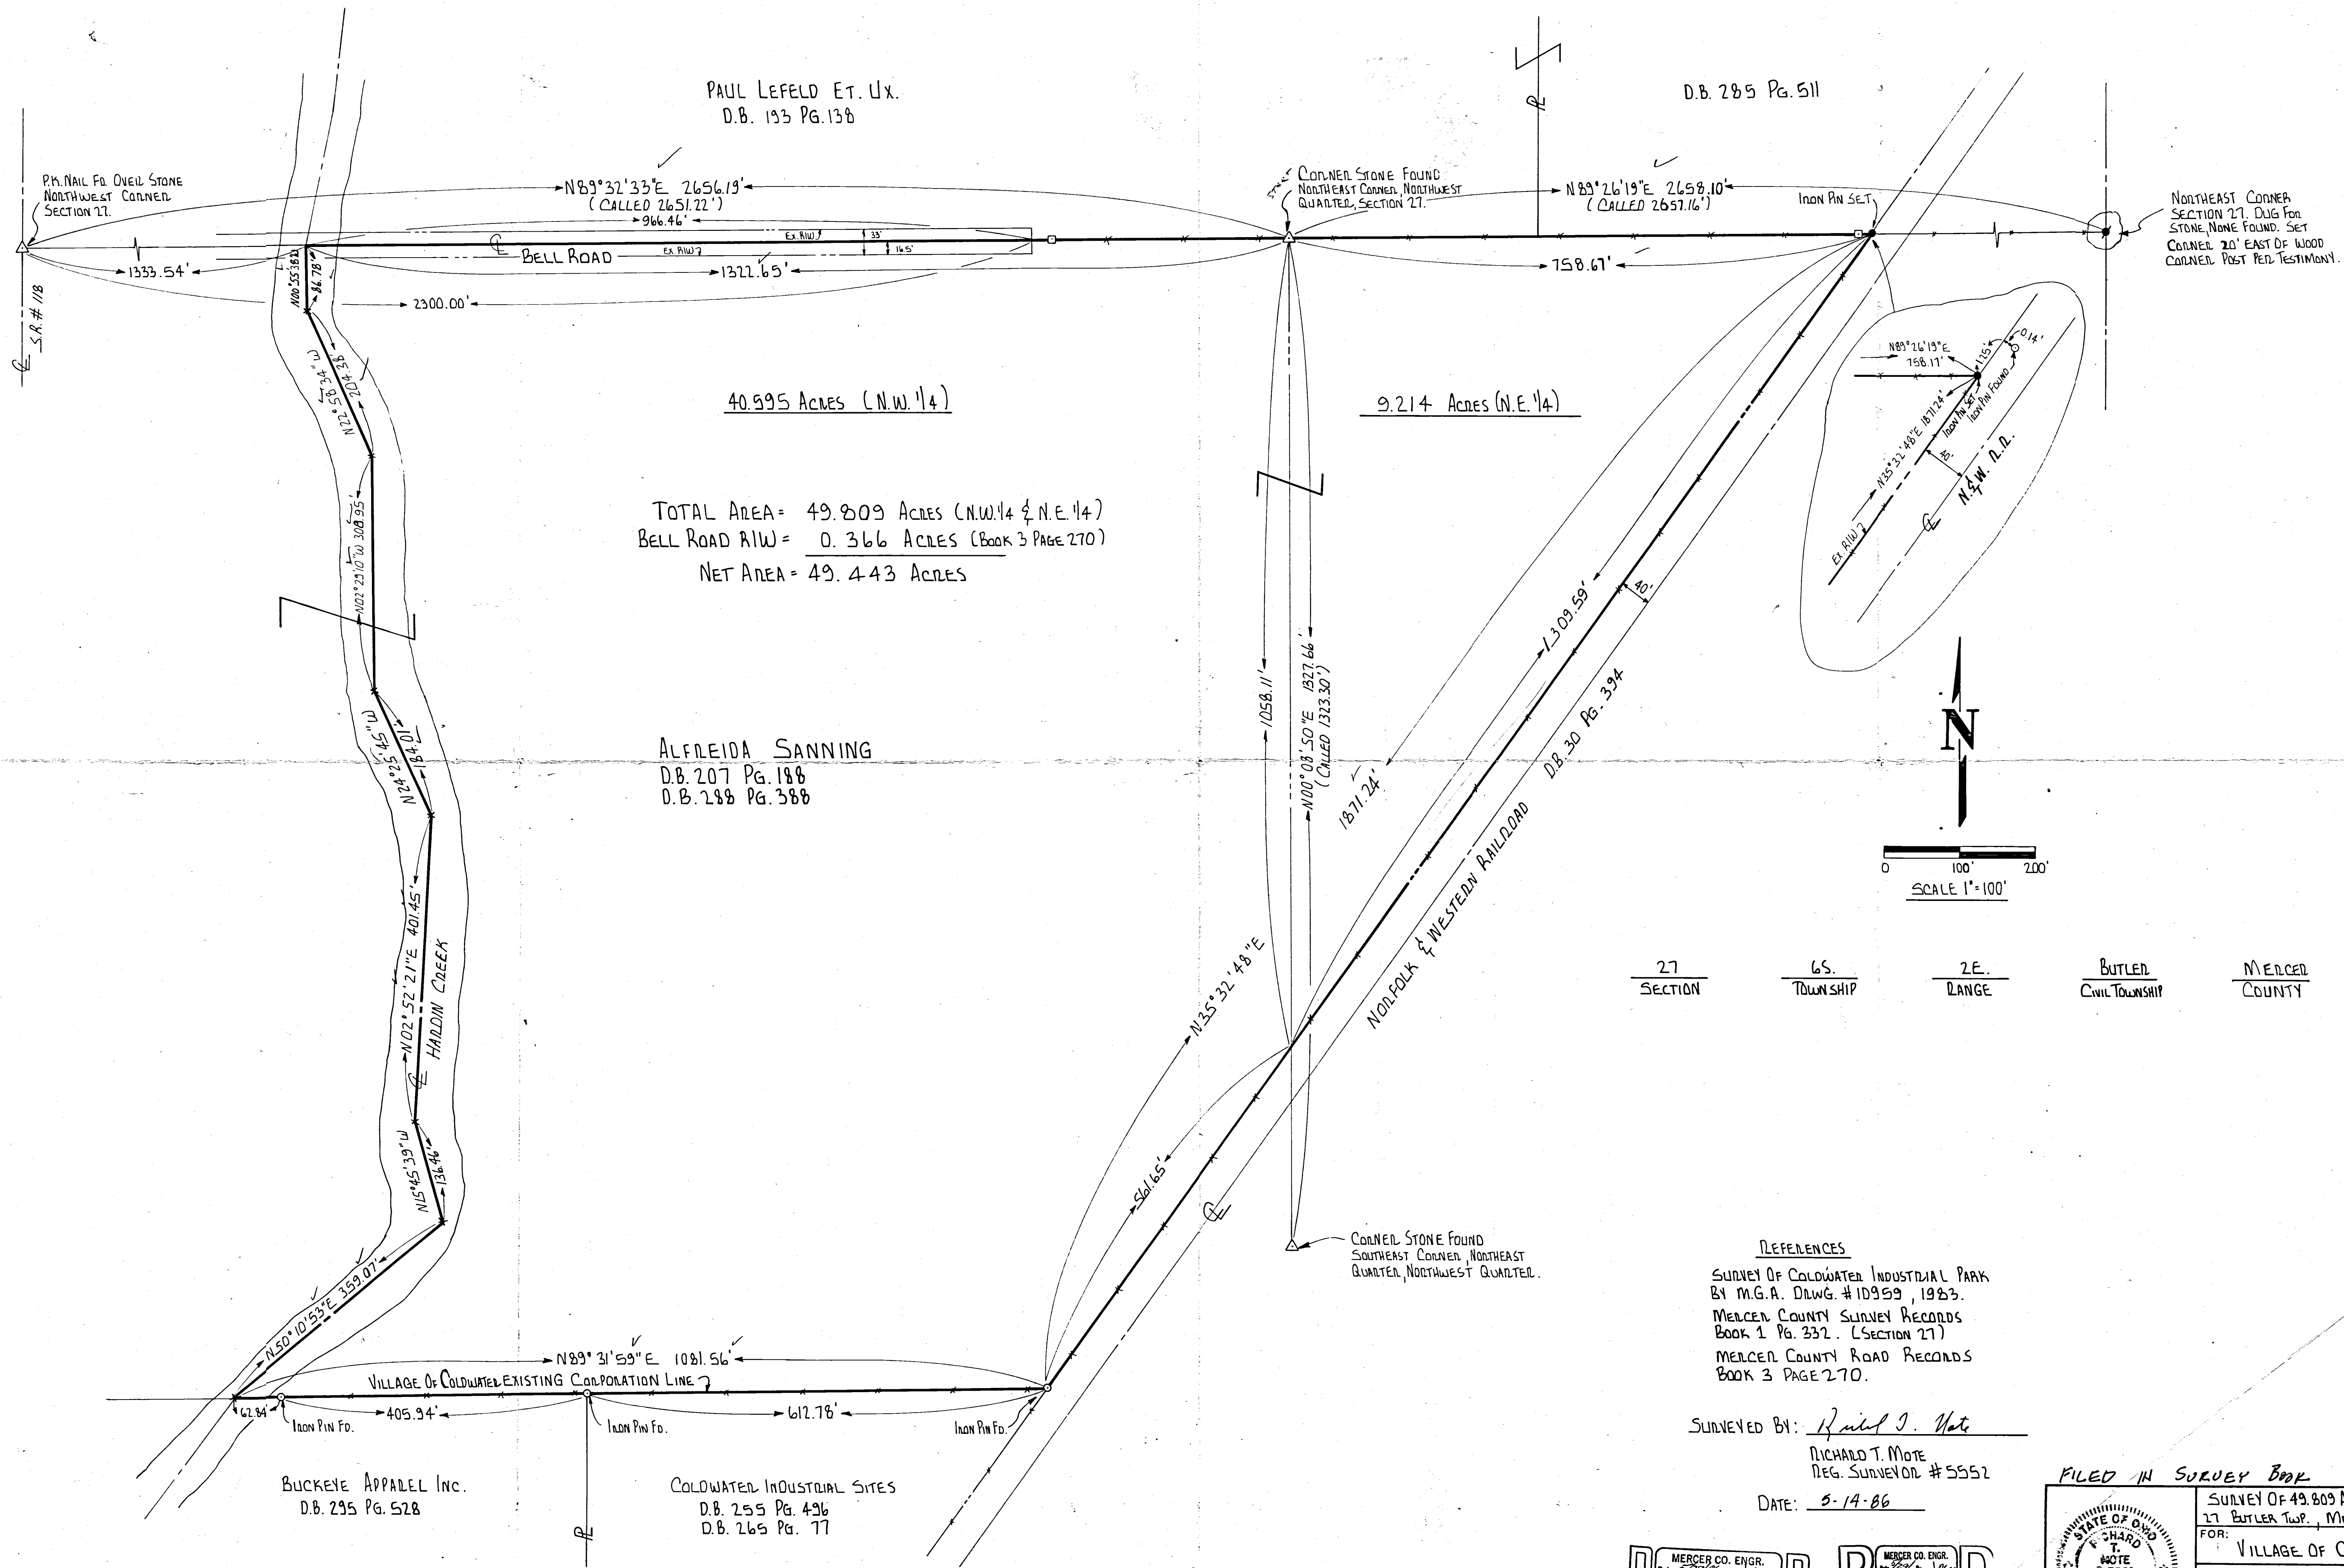 PAUL LEFELD ET. UX.
D.B. 193 PG. 138
D.B. 285 PG. 511
P.K. NAIL FD. OVER STONE
NORTHWEST CORNER
SECTION 27.
N89°32'33"E 2656.19'
(CALLED 2651.22')
966.46'
CORNER STONE FOUND
NORTHEAST CORNER, NORTHWEST
QUARTER, SECTION 27.
N89°26'19"E 2658.10'
(CALLED 2657.16')
IRON PIN SET
NORTHEAST CORNER
SECTION 27. DUG FOR
STONE, NONE FOUND. SET
CORNER 20' EAST OF WOOD
CORNER POST PER TESTIMONY.
EX. R/W
33'
BELL ROAD
EX. R/W
16.5'
1333.54'
1322.65'
758.67'
2300.00'
S.R. # 118
86.78'
N22°58'34"W
204.38'
40.595 ACRES (N.W. 1/4)
9.214 ACRES (N.E. 1/4)
N89°26'19"E
758.17'
1.25'
0.14'
IRON PIN SET
IRON PIN FOUND
N35°32'48"E 1871.24'
40'
N.&W. R.R.
EX. R/W
TOTAL AREA = 49.809 ACRES (N.W. 1/4 & N.E. 1/4)
BELL ROAD R/W = 0.366 ACRES (BOOK 3 PAGE 270)
NET AREA = 49.443 ACRES
N02°29'10"W 308.95'
N24°25'45"W
184.01'
ALFREIDA SANNING
D.B. 207 PG. 188
D.B. 288 PG. 388
1058.11'
N00°08'50"E 1327.66'
(CALLED 1323.30')
1309.59'
40'
1871.24'
N35°32'48"E
NORFOLK & WESTERN RAILROAD D.B. 30 PG. 394
N
0 100' 200'
SCALE 1"=100'
27 6S. 2E. BUTLER MERCER
SECTION TOWNSHIP RANGE CIVIL TOWNSHIP COUNTY
N02°52'21"E 401.45'
HARDIN CREEK
N15°45'39"W
136.46'
561.65'
CORNER STONE FOUND
SOUTHEAST CORNER, NORTHEAST
QUARTER, NORTHWEST QUARTER.
N50°10'53"E 359.07'
N89°31'59"E 1081.56'
VILLAGE OF COLDWATER EXISTING CORPORATION LINE
62.84'
405.94'
612.78'
IRON PIN FD.
IRON PIN FD.
IRON PIN FD.
BUCKEYE APPAREL INC.
D.B. 295 PG. 528
COLDWATER INDUSTRIAL SITES
D.B. 255 PG. 496
D.B. 265 PG. 77
REFERENCES
SURVEY OF COLDWATER INDUSTRIAL PARK
BY M.G.A. DRWG. #10959, 1983.
MERCER COUNTY SURVEY RECORDS
BOOK 1 PG. 332. (SECTION 27)
MERCER COUNTY ROAD RECORDS
BOOK 3 PAGE 270.
SURVEYED BY:
RICHARD T. MOTE
REG. SURVEYOR #5552
DATE: 5-14-86
FILED IN SURVEY BOOK
SURVEY OF 49.809
27 BUTLER TWP.,
FOR:
VILLAGE OF
STATE OF OHIO
T.
MOTE
MERCER CO. ENGR.
MERCER CO. ENGR.